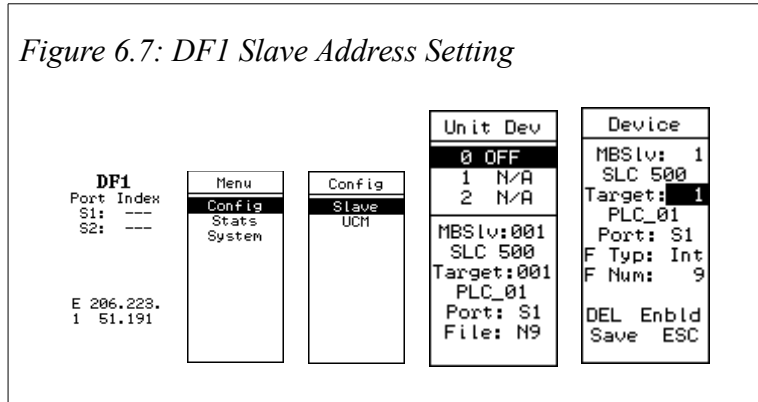 Figure 6.7: DF1 Slave Address Setting
DF1
Port Index
S1: ---
S2: ---
E 206.223.
1 51.191
Menu
Config
Stats
System
Config
Slave
UCM
Unit Dev
0 OFF
1 N/A
2 N/A
MBSlv:001
SLC 500
Target:001
PLC_01
Port: S1
File: N9
Device
MBSlv: 1
SLC 500
Target: 1
PLC_01
Port: S1
F Typ: Int
F Num: 9
DEL Enbld
Save ESC